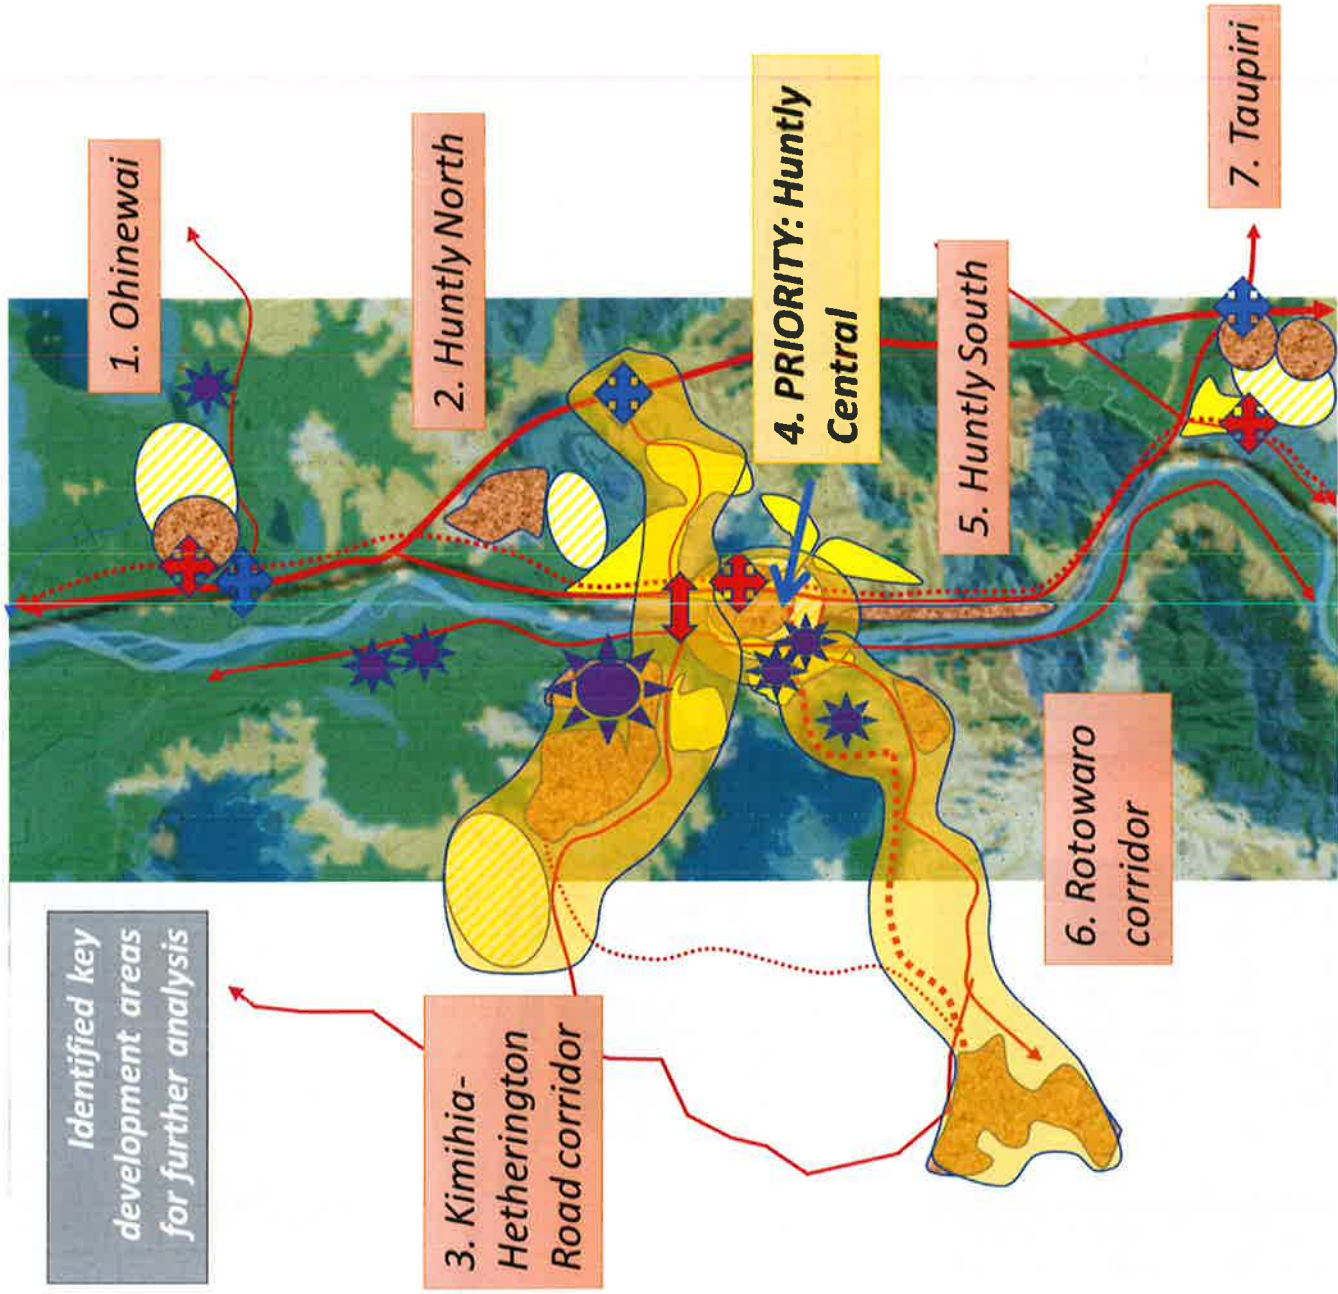 Identified key
development areas
for further analysis
1. Ohinewai
2. Huntly North
3. Kimihia-
Hetherington
Road corridor
4. PRIORITY: Huntly
Central
5. Huntly South
6. Rotowaro
corridor
7. Taupiri